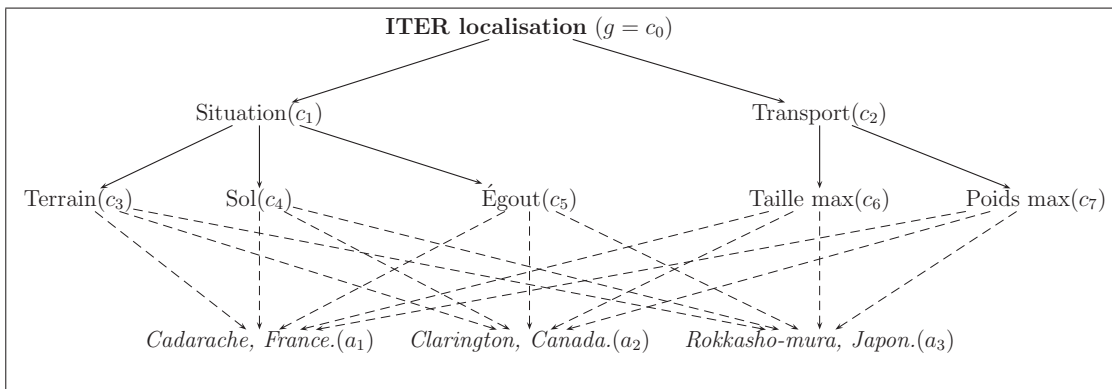 ITER localisation (g = c₀)
Situation(c₁) Transport(c₂)
Terrain(c₃) Sol(c₄) Égout(c₅) Taille max(c₆) Poids max(c₇)
Cadarache, France.(a₁) Clarington, Canada.(a₂) Rokkasho-mura, Japon.(a₃)